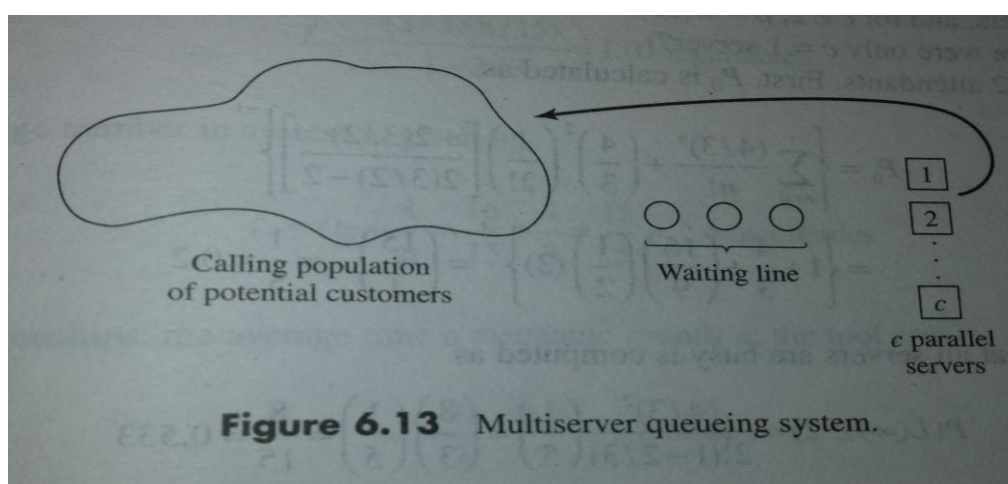 1
2
c
Calling population
of potential customers
Waiting line
c parallel
servers
Figure 6.13 Multiserver queueing system.